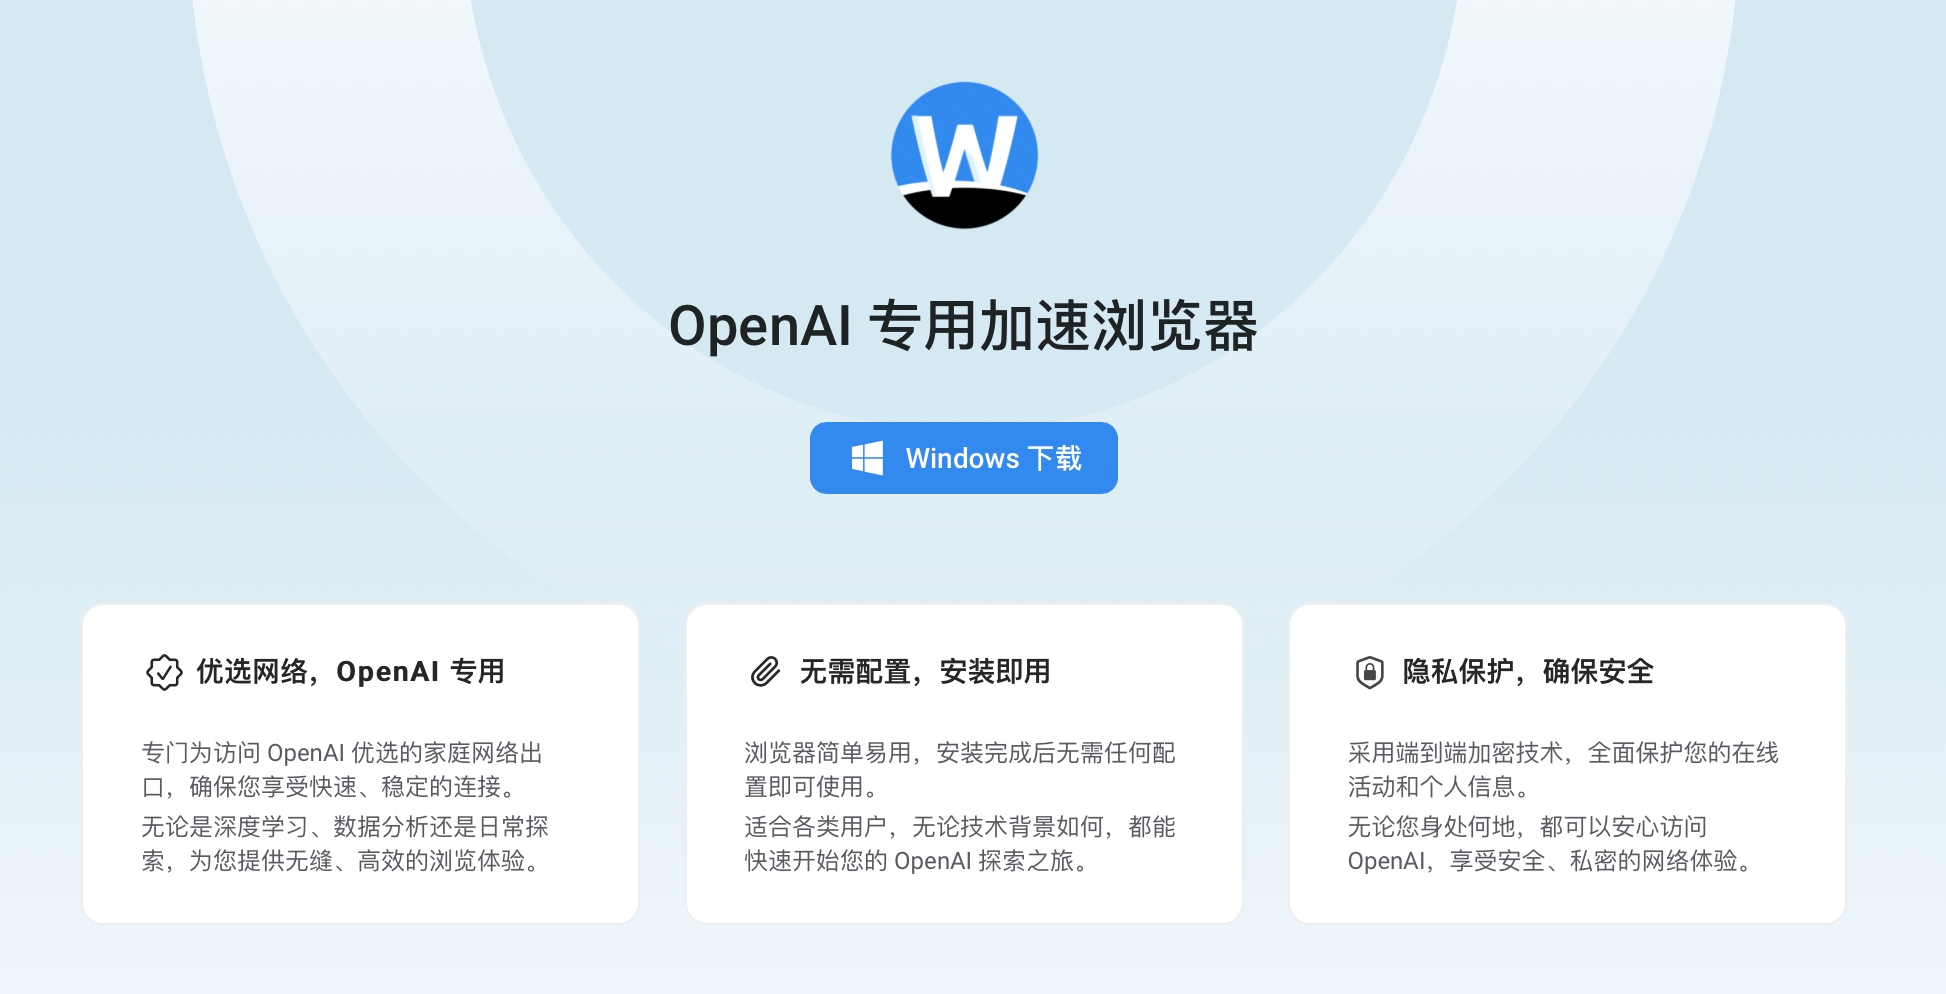 W
OpenAI 专用加速浏览器
Windows 下载
优选网络，OpenAI 专用
专门为访问 OpenAI 优选的家庭网络出
口，确保您享受快速、稳定的连接。
无论是深度学习、数据分析还是日常探
索，为您提供无缝、高效的浏览体验。
无需配置，安装即用
浏览器简单易用，安装完成后无需任何配
置即可使用。
适合各类用户，无论技术背景如何，都能
快速开始您的 OpenAI 探索之旅。
隐私保护，确保安全
采用端到端加密技术，全面保护您的在线
活动和个人信息。
无论您身处何地，都可以安心访问
OpenAI，享受安全、私密的网络体验。